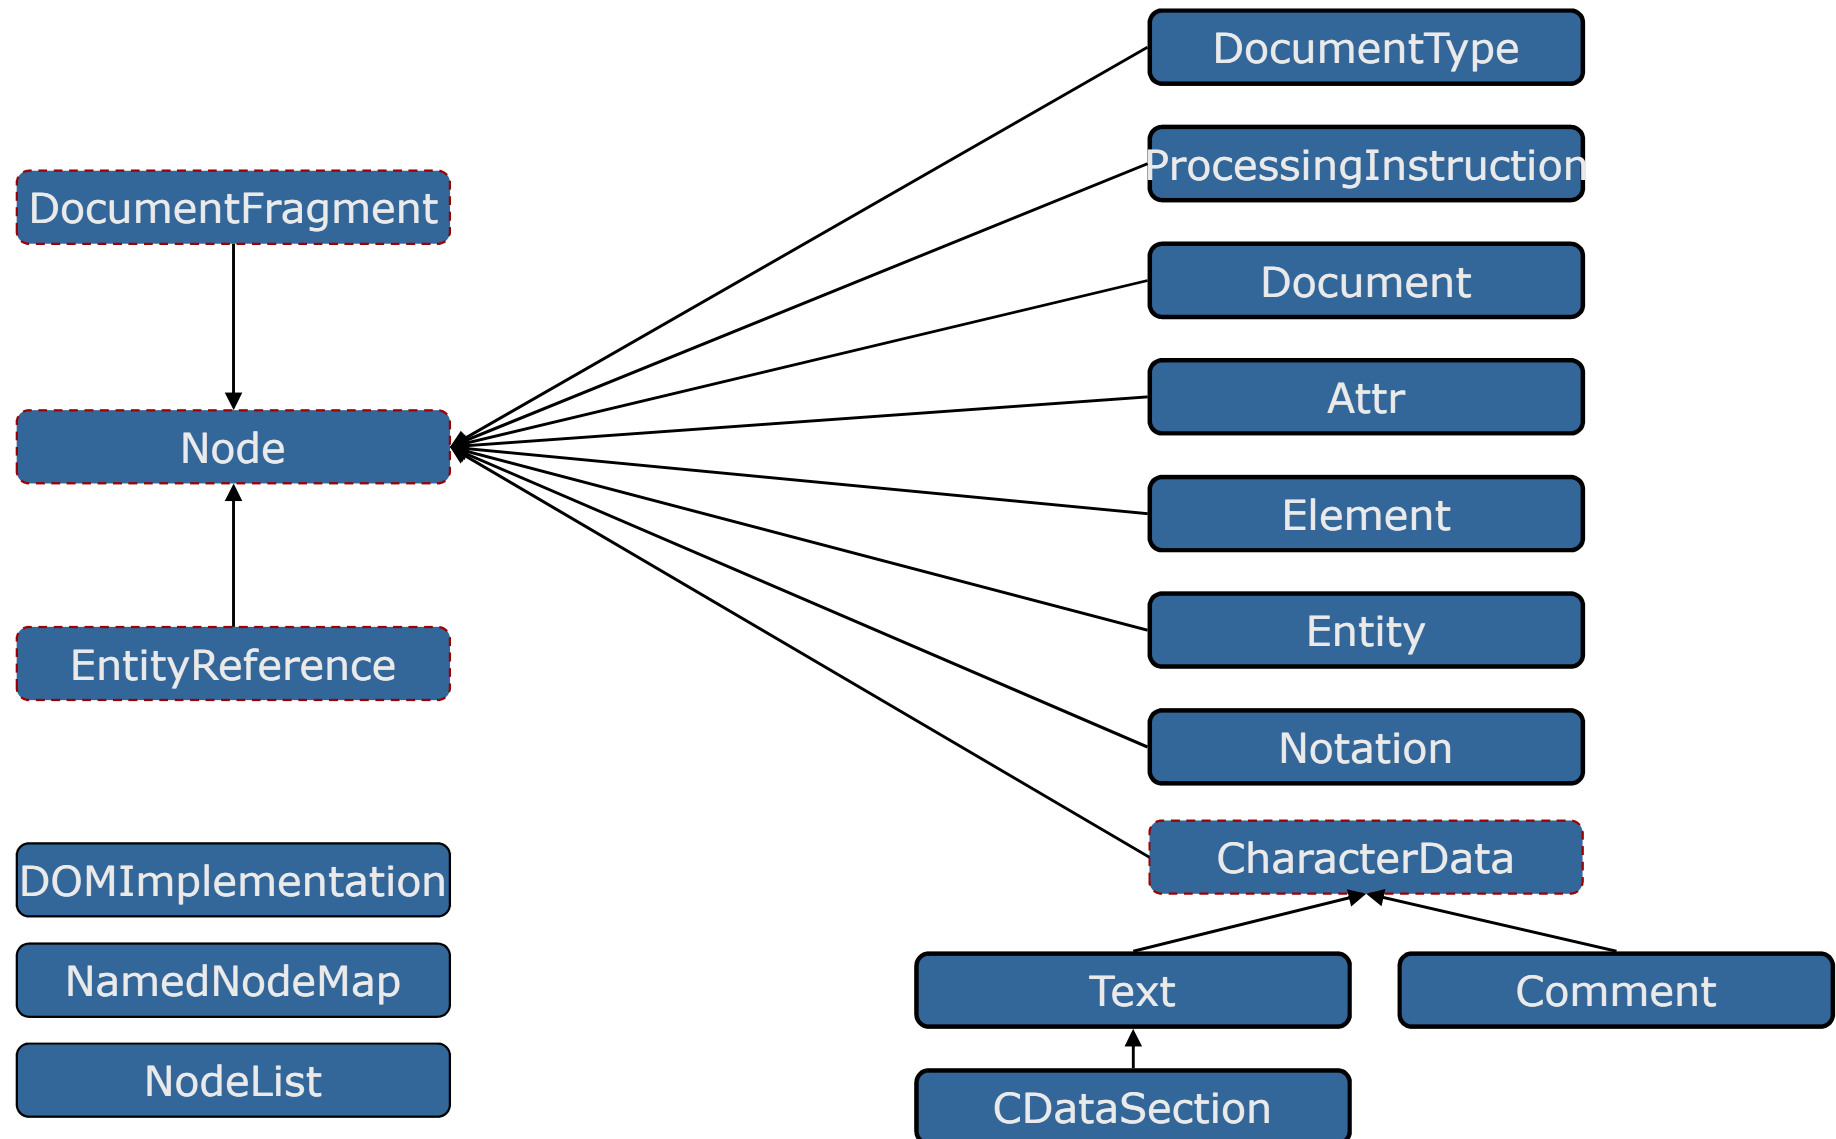 DocumentType
ProcessingInstruction
DocumentFragment
Document
Attr
Node
Element
Entity
EntityReference
Notation
CharacterData
DOMImplementation
NamedNodeMap
Text
Comment
NodeList
CDataSection